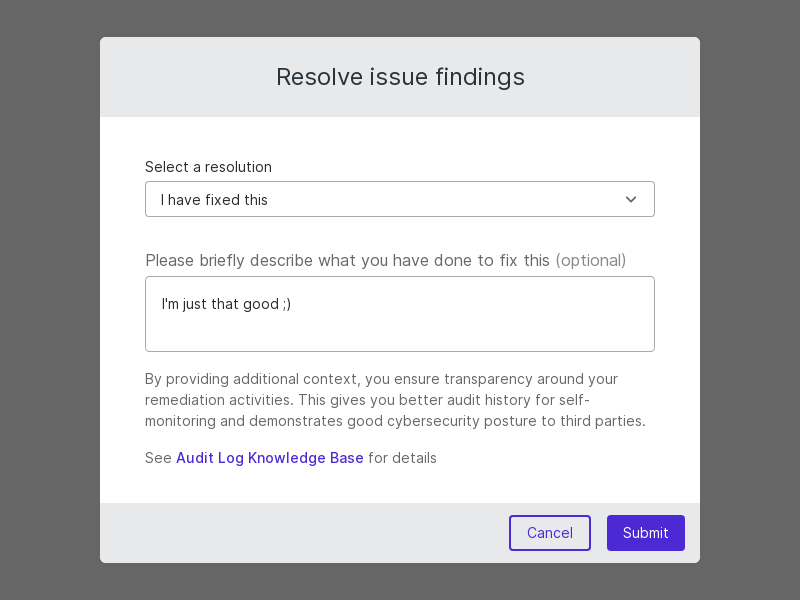 Resolve issue findings
Select a resolution
I have fixed this
Please briefly describe what you have done to fix this (optional)
I'm just that good ;)
By providing additional context, you ensure transparency around your
remediation activities. This gives you better audit history for self-
monitoring and demonstrates good cybersecurity posture to third parties.
See Audit Log Knowledge Base for details
Cancel Submit